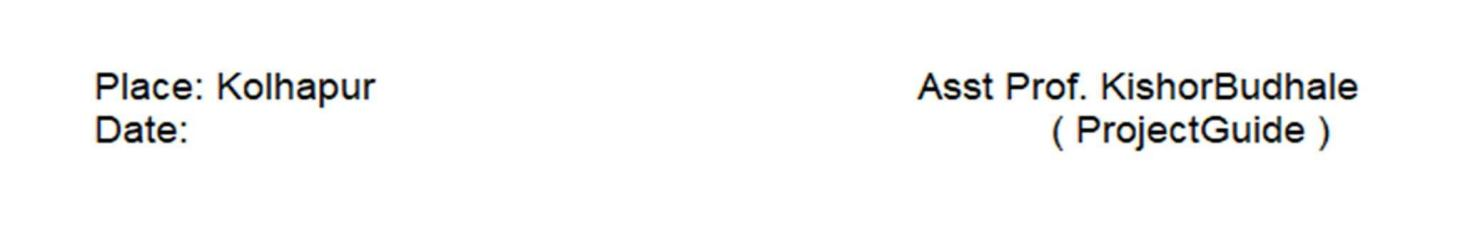 Place: Kolhapur Asst Prof. KishorBudhale
Date: ( ProjectGuide )